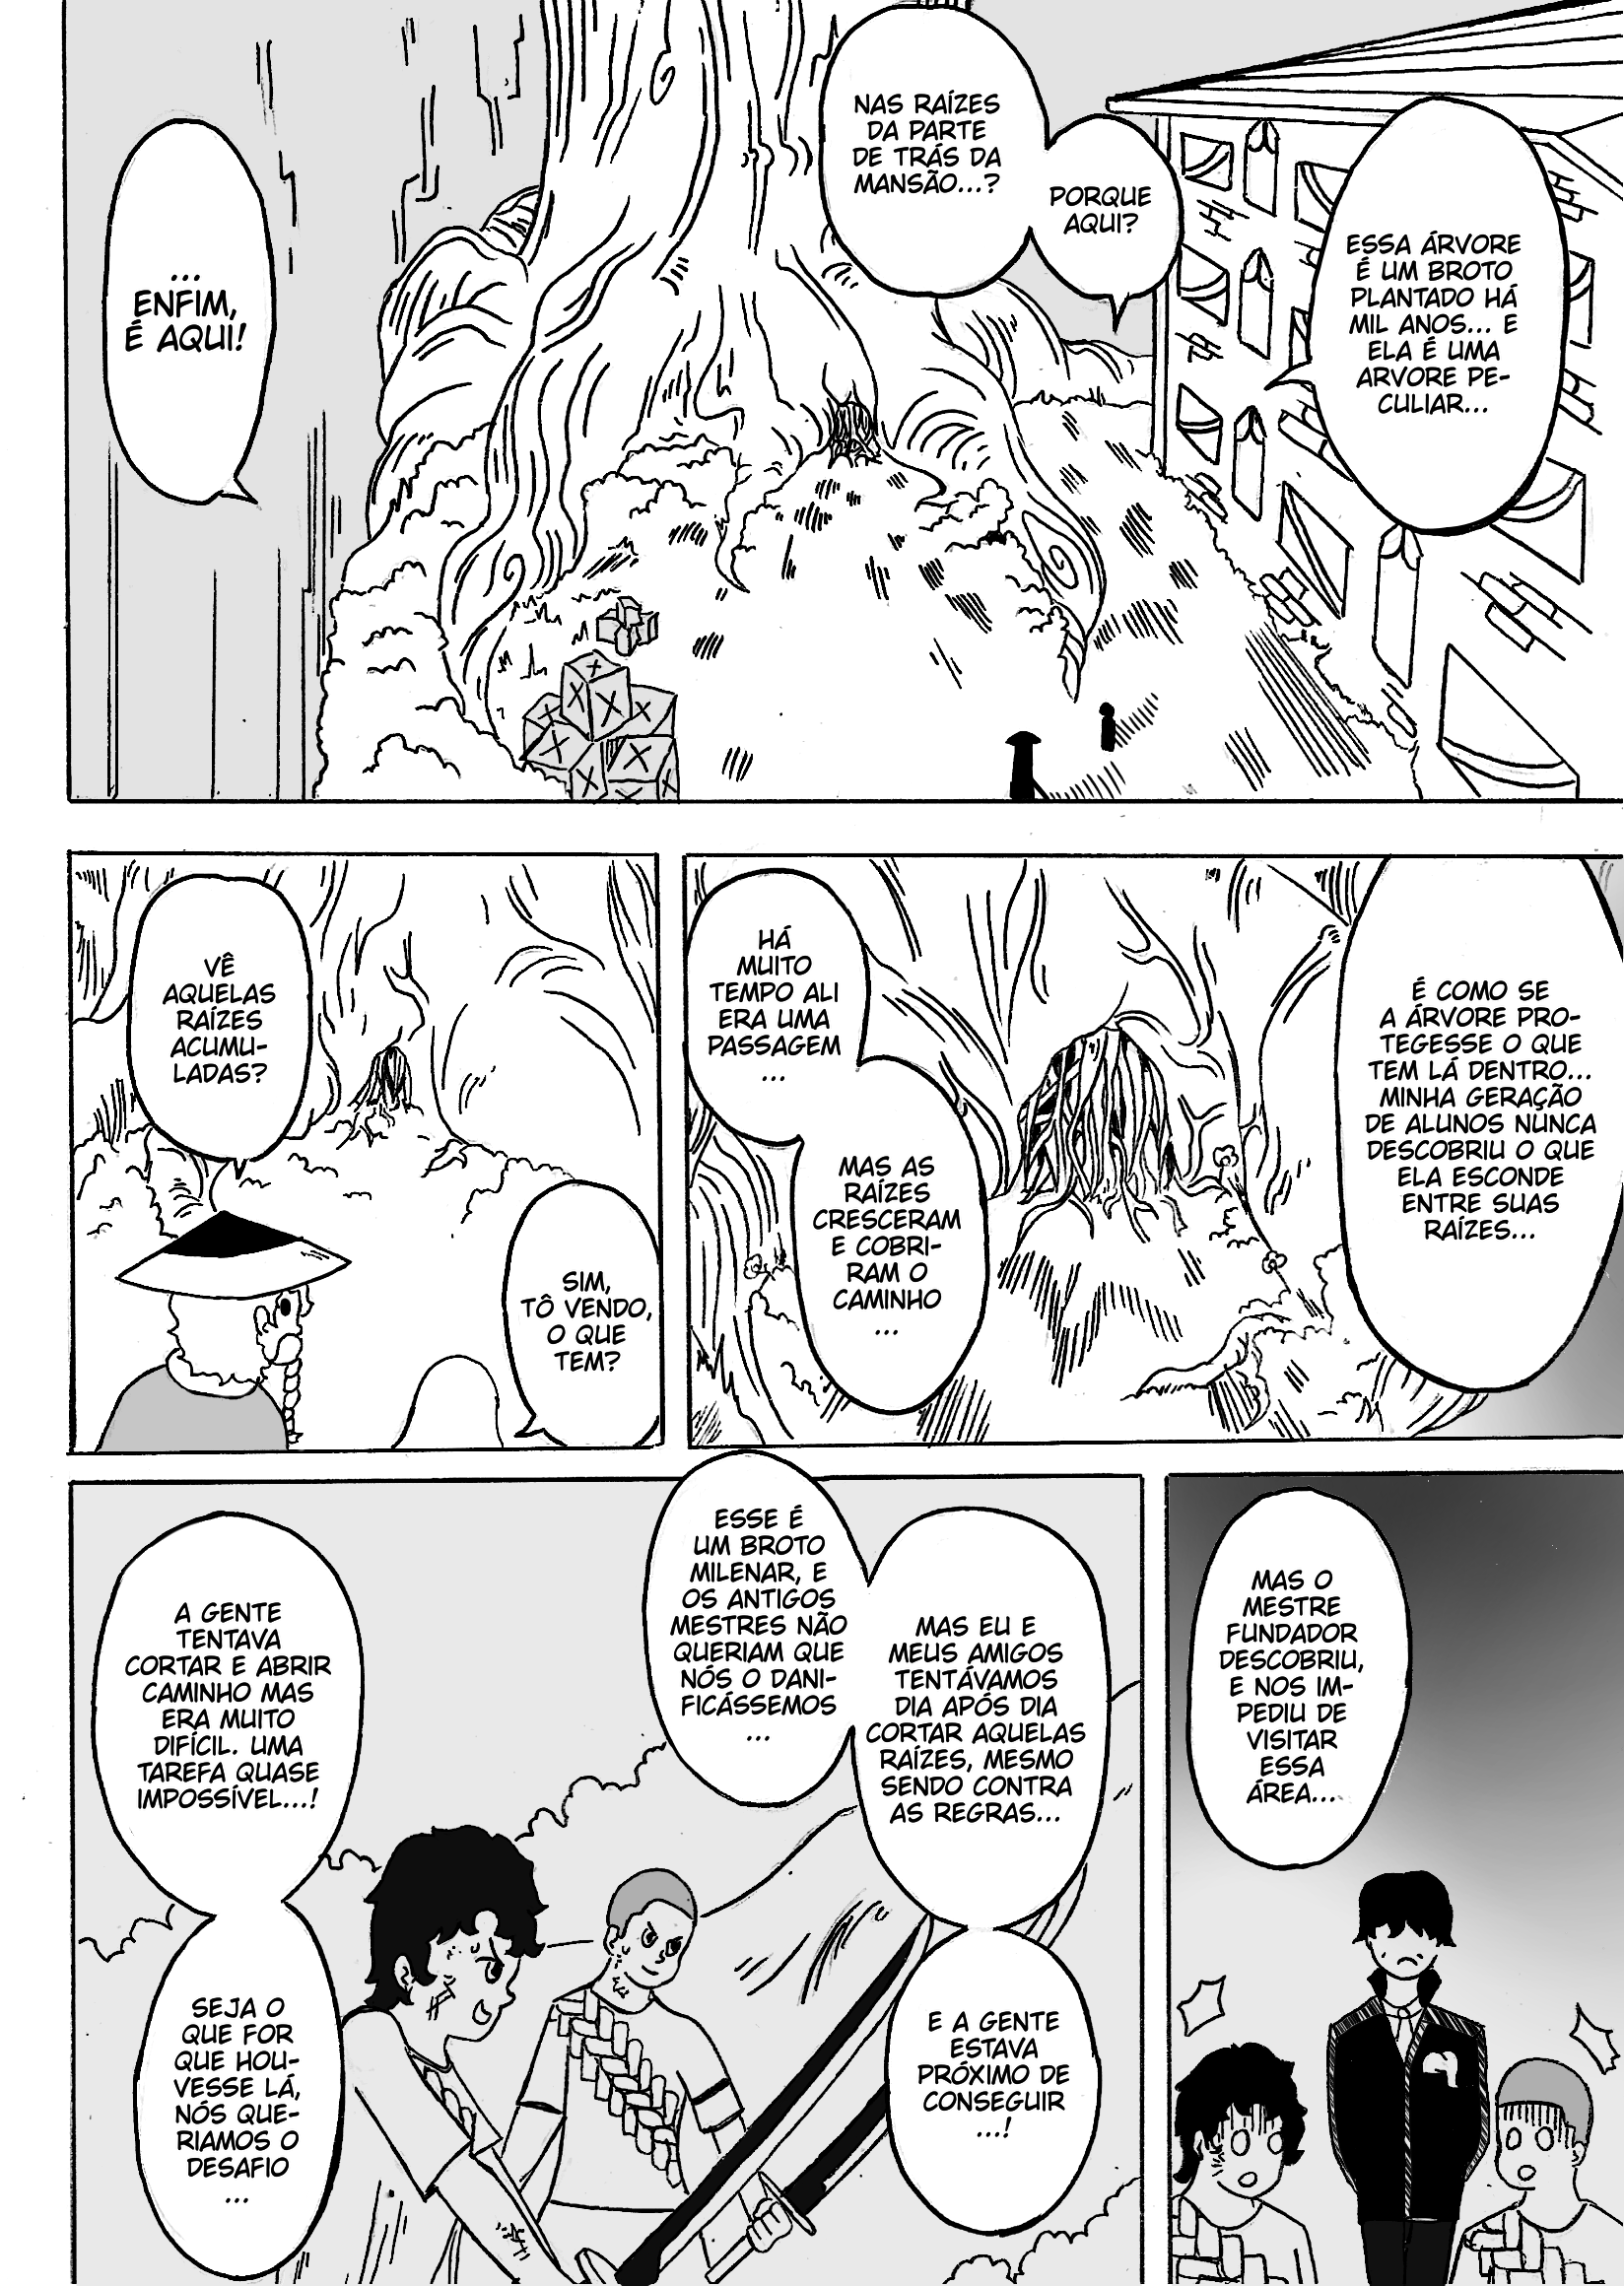 ...
ENFIM,
É AQUI!
NAS RAÍZES
DA PARTE
DE TRÁS DA
MANSÃO...?
PORQUE
AQUI?
ESSA ÁRVORE
É UM BROTO
PLANTADO HÁ
MIL ANOS... E
ELA É UMA
ARVORE PE-
CULIAR...
VÊ
AQUELAS
RAÍZES
ACUMU-
LADAS?
SIM,
TÔ VENDO,
O QUE
TEM?
HÁ
MUITO
TEMPO ALI
ERA UMA
PASSAGEM
...
MAS AS
RAÍZES
CRESCERAM
E COBRI-
RAM O
CAMINHO
...
É COMO SE
A ÁRVORE PRO-
TEGESSE O QUE
TEM LÁ DENTRO...
MINHA GERAÇÃO
DE ALUNOS NUNCA
DESCOBRIU O QUE
ELA ESCONDE
ENTRE SUAS
RAÍZES...
A GENTE
TENTAVA
CORTAR E ABRIR
CAMINHO MAS
ERA MUITO
DIFÍCIL. UMA
TAREFA QUASE
IMPOSSÍVEL...!
SEJA O
QUE FOR
QUE HOU-
VESSE LÁ,
NÓS QUE-
RIAMOS O
DESAFIO
...
ESSE É
UM BROTO
MILENAR, E
OS ANTIGOS
MESTRES NÃO
QUERIAM QUE
NÓS O DANI-
FICÁSSEMOS
...
MAS EU E
MEUS AMIGOS
TENTÁVAMOS
DIA APÓS DIA
CORTAR AQUELAS
RAÍZES, MESMO
SENDO CONTRA
AS REGRAS...
E A GENTE
ESTAVA
PRÓXIMO DE
CONSEGUIR
...!
MAS O
MESTRE
FUNDADOR
DESCOBRIU,
E NOS IM-
PEDIU DE
VISITAR
ESSA
ÁREA...